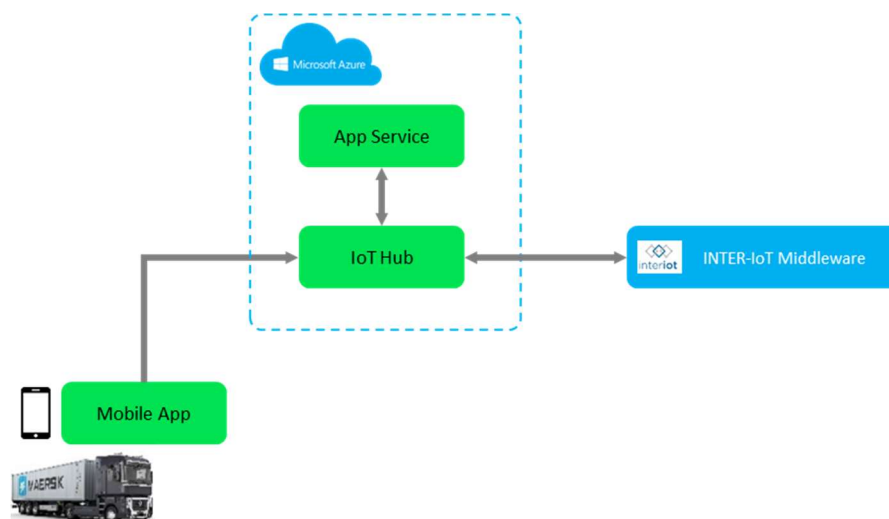 Microsoft Azure
App Service
IoT Hub
interiot
INTER-IoT Middleware
Mobile App
MAERSK